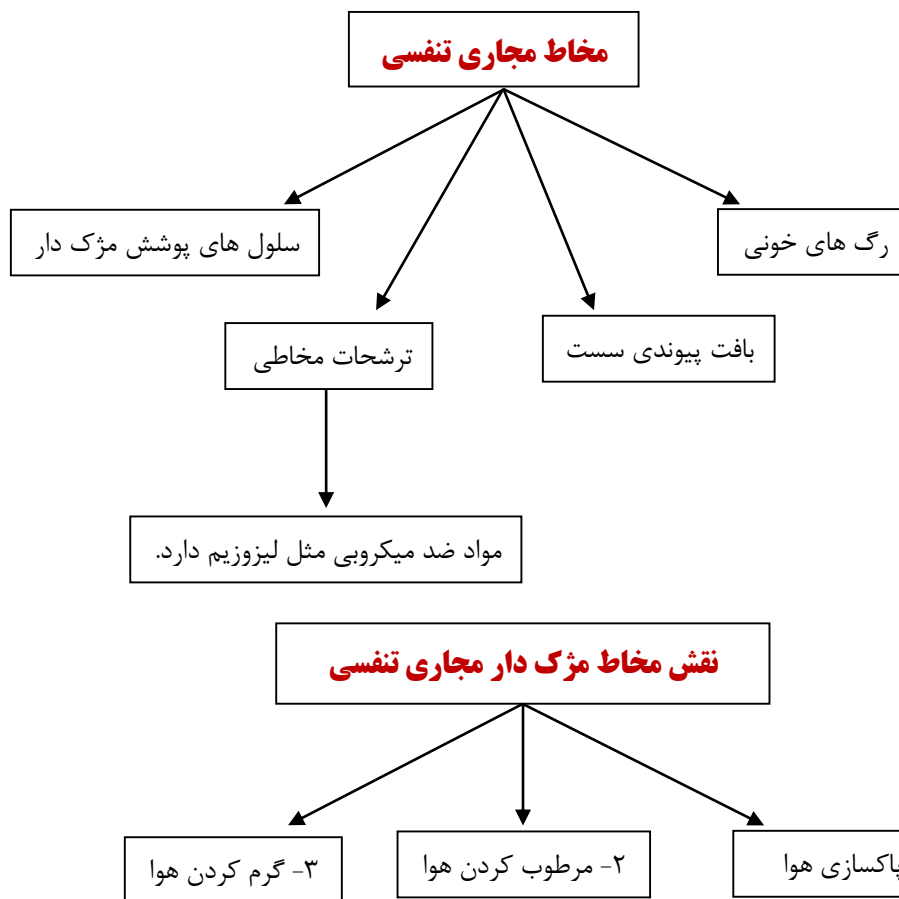 مخاط مجاری تنفسی
رگ های خونی
سلول های پوشش مژک دار
بافت پیوندی سست
ترشحات مخاطی
مواد ضد میکروبی مثل لیزوزیم دارد.
نقش مخاط مژک دار مجاری تنفسی
پاکسازی هوا
۲- مرطوب کردن هوا
۳- گرم کردن هوا